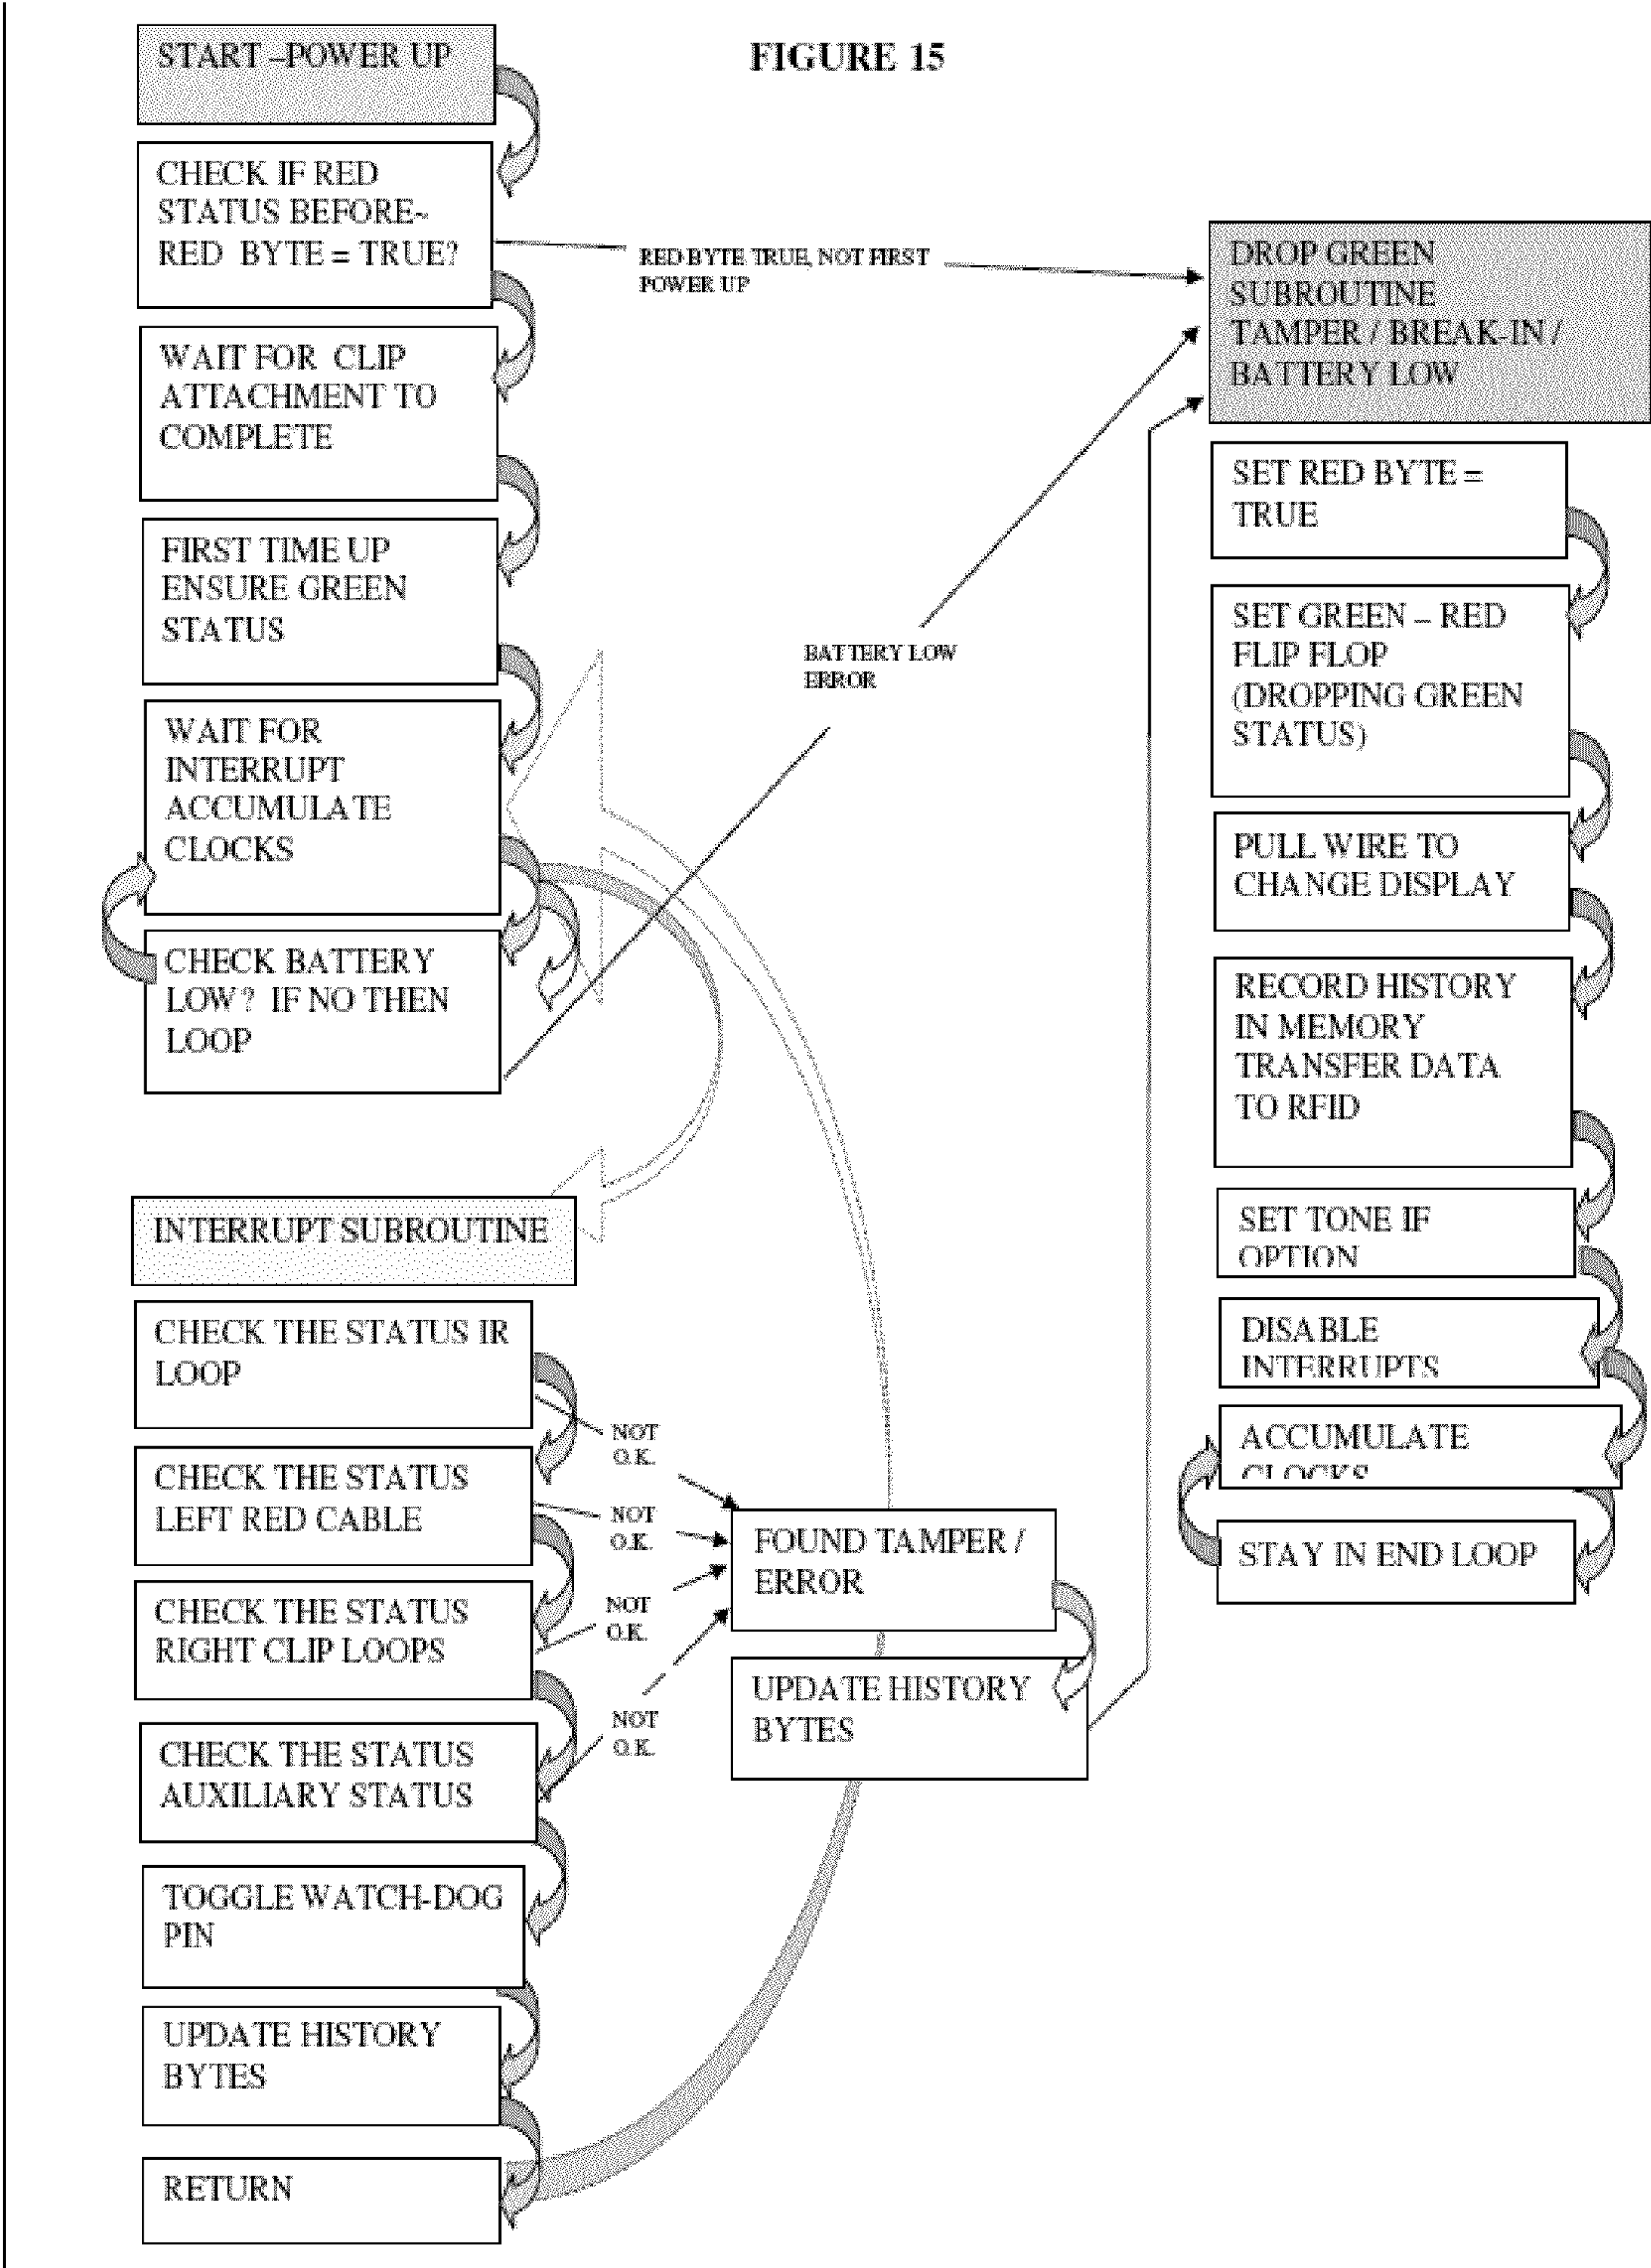 FIGURE 15
START –POWER UP
CHECK IF RED
STATUS BEFORE~
RED BYTE = TRUE?
RED BYTE TRUE, NOT FIRST
POWER UP
WAIT FOR CLIP
ATTACHMENT TO
COMPLETE
FIRST TIME UP
ENSURE GREEN
STATUS
WAIT FOR
INTERRUPT
ACCUMULATE
CLOCKS
CHECK BATTERY
LOW? IF NO THEN
LOOP
BATTERY LOW
ERROR
INTERRUPT SUBROUTINE
CHECK THE STATUS IR
LOOP
NOT
O.K.
CHECK THE STATUS
LEFT RED CABLE
NOT
O.K.
CHECK THE STATUS
RIGHT CLIP LOOPS
NOT
O.K.
CHECK THE STATUS
AUXILIARY STATUS
NOT
O.K.
TOGGLE WATCH-DOG
PIN
UPDATE HISTORY
BYTES
RETURN
FOUND TAMPER /
ERROR
UPDATE HISTORY
BYTES
DROP GREEN
SUBROUTINE
TAMPER / BREAK-IN /
BATTERY LOW
SET RED BYTE =
TRUE
SET GREEN – RED
FLIP FLOP
(DROPPING GREEN
STATUS)
PULL WIRE TO
CHANGE DISPLAY
RECORD HISTORY
IN MEMORY
TRANSFER DATA
TO RFID
SET TONE IF
OPTION
DISABLE
INTERRUPTS
ACCUMULATE
CLOCKS
STAY IN END LOOP